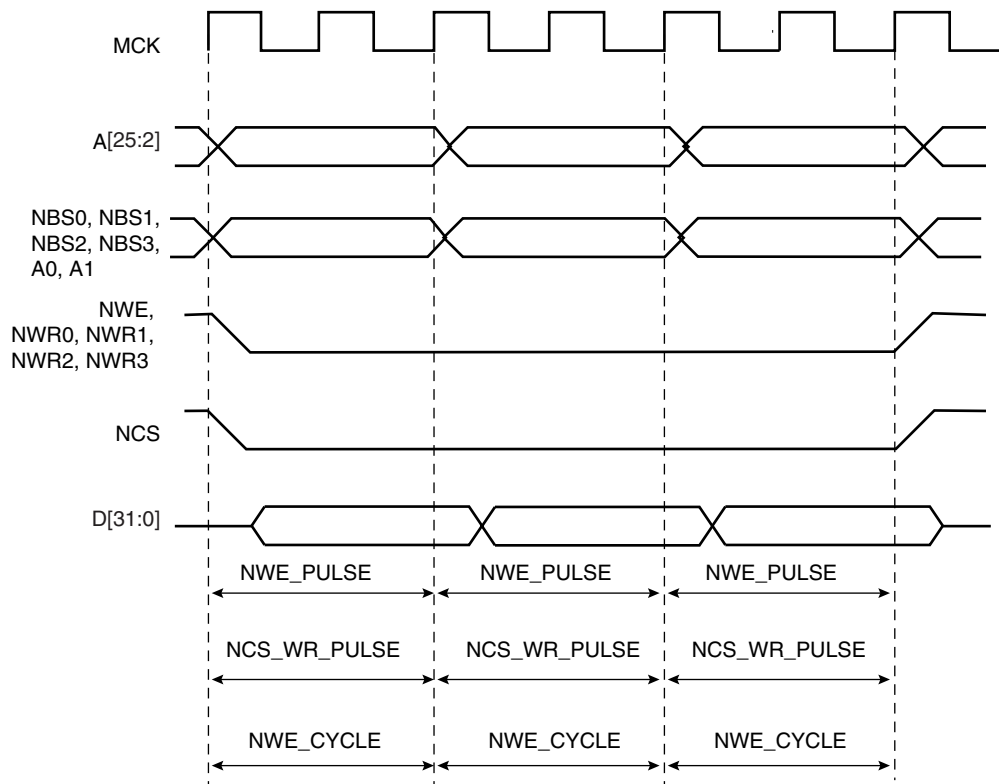 MCK
A[25:2]
NBS0, NBS1,
NBS2, NBS3,
A0, A1
NWE,
NWR0, NWR1,
NWR2, NWR3
NCS
D[31:0]
NWE_PULSE NWE_PULSE NWE_PULSE
NCS_WR_PULSE NCS_WR_PULSE NCS_WR_PULSE
NWE_CYCLE NWE_CYCLE NWE_CYCLE